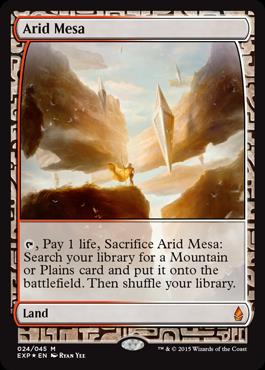 Arid Mesa
, Pay 1 life, Sacrifice Arid Mesa:
Search your library for a Mountain
or Plains card and put it onto the
battlefield. Then shuffle your library.
Land
024/045 M
EXP ★ EN Ryan Yee
™ & © 2015 Wizards of the Coast